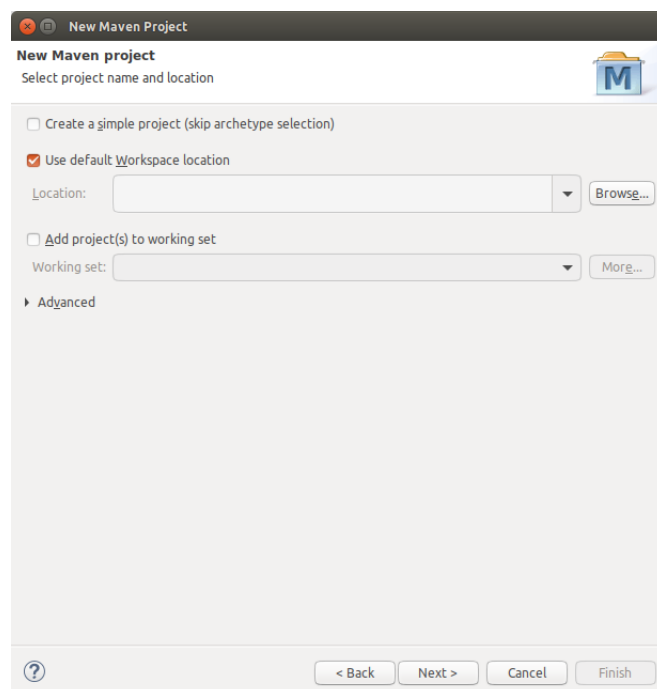 New Maven Project
New Maven project
Select project name and location
M
Create a simple project (skip archetype selection)
Use default Workspace location
Location:
Browse...
Add project(s) to working set
Working set:
More...
Advanced
?
< Back
Next >
Cancel
Finish